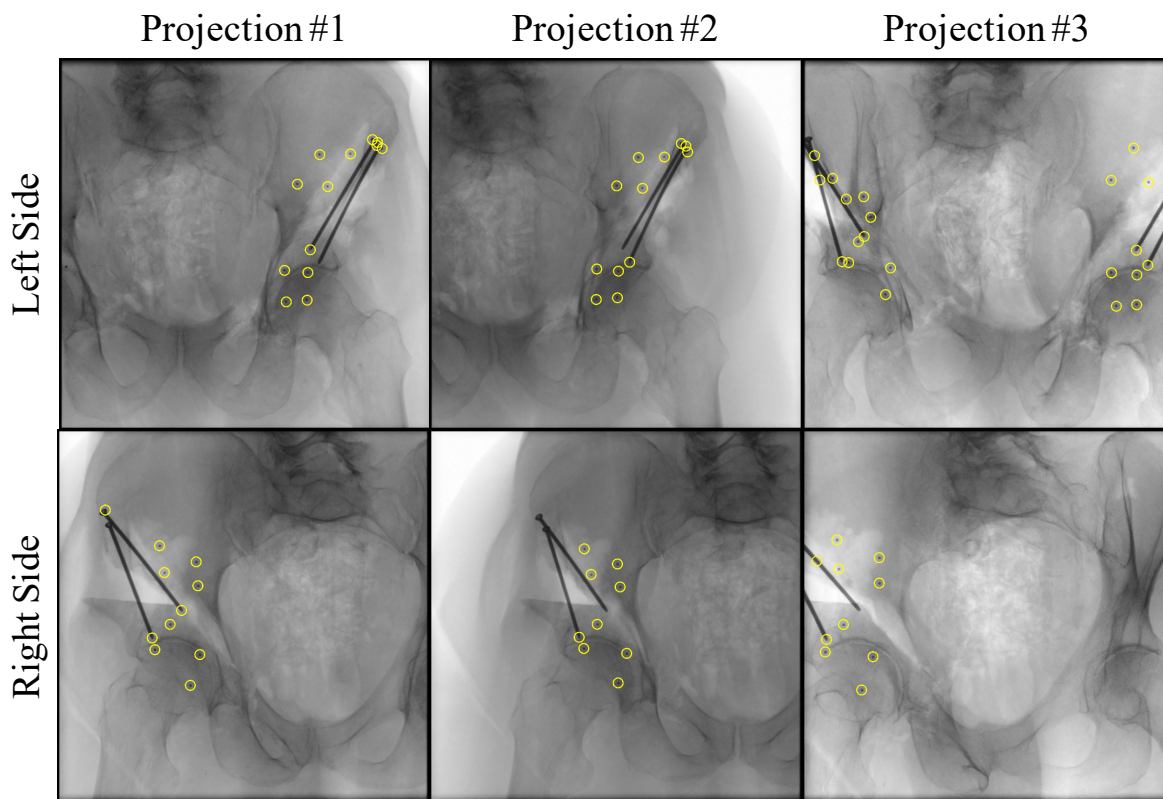 Projection #1
Projection #2
Projection #3
Left Side
Right Side